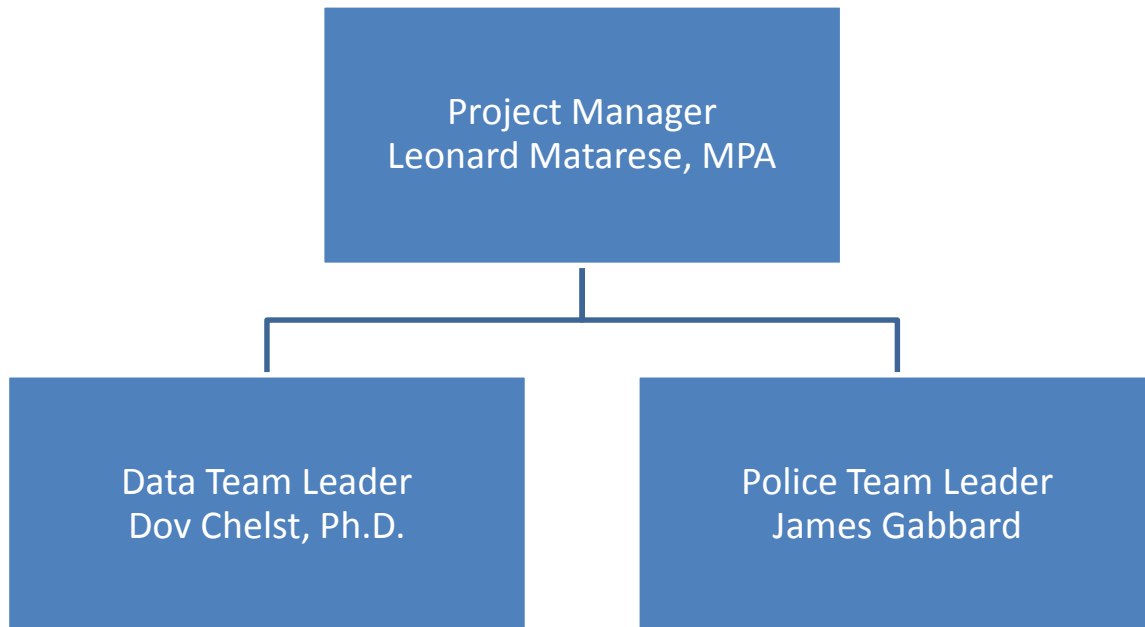 Project Manager
Leonard Matarese, MPA
Data Team Leader
Dov Chelst, Ph.D.
Police Team Leader
James Gabbard